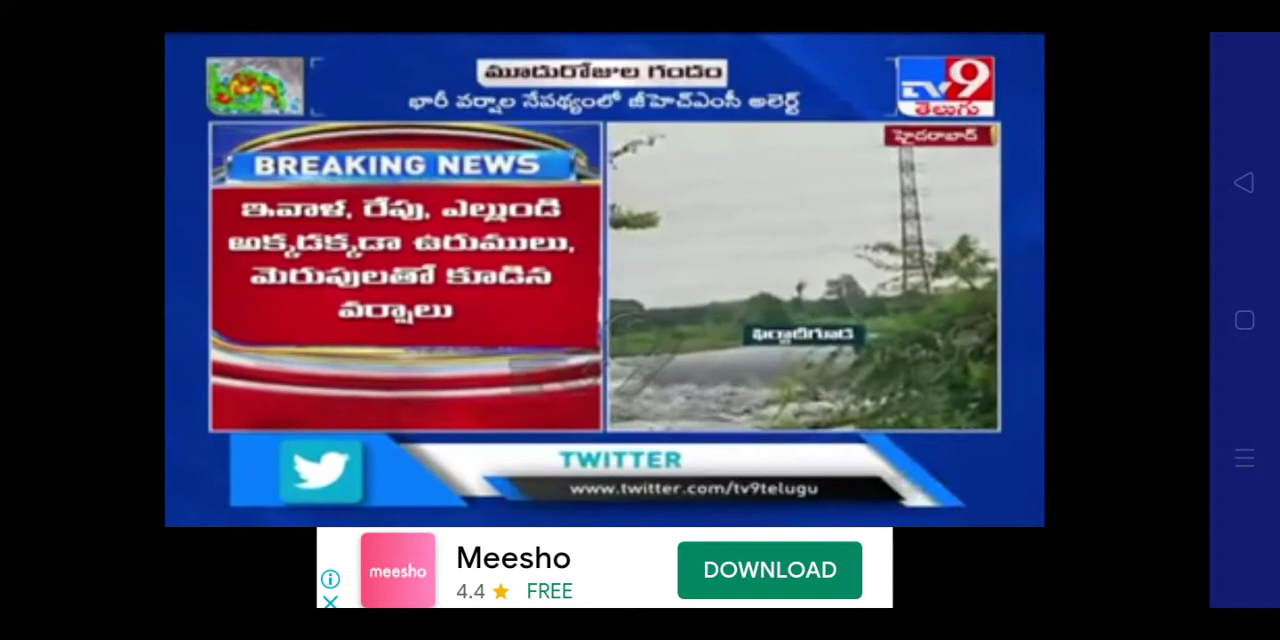 మూడురోజుల గండం
భారీ వర్షాల నేపథ్యంలో జీహెచ్ఎంసీ అలెర్ట్
TV9
తెలుగు
హైదరాబాద్
BREAKING NEWS
ఇవాళ, రేపు, ఎల్లుండి
అక్కడక్కడా ఉరుములు,
మెరుపులతో కూడిన
వర్షాలు
ఫిర్జాదీగూడ
TWITTER
www.twitter.com/tv9telugu
meesho
Meesho
4.4 ★ FREE
DOWNLOAD